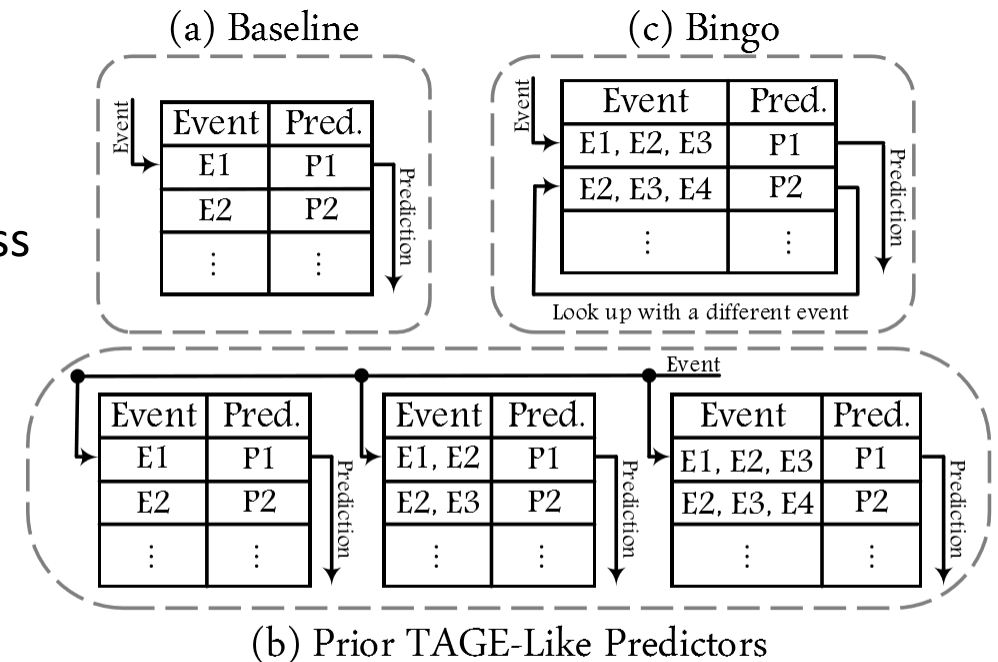 (a) Baseline
Event
Event Pred.
E1 P1
E2 P2
⋮ ⋮
Prediction
ss
(c) Bingo
Event
Event Pred.
E1, E2, E3 P1
E2, E3, E4 P2
⋮ ⋮
Prediction
Look up with a different event
Event
Event Pred.
E1 P1
E2 P2
⋮ ⋮
Prediction
Event Pred.
E1, E2 P1
E2, E3 P2
⋮ ⋮
Prediction
Event Pred.
E1, E2, E3 P1
E2, E3, E4 P2
⋮ ⋮
Prediction
(b) Prior TAGE-Like Predictors